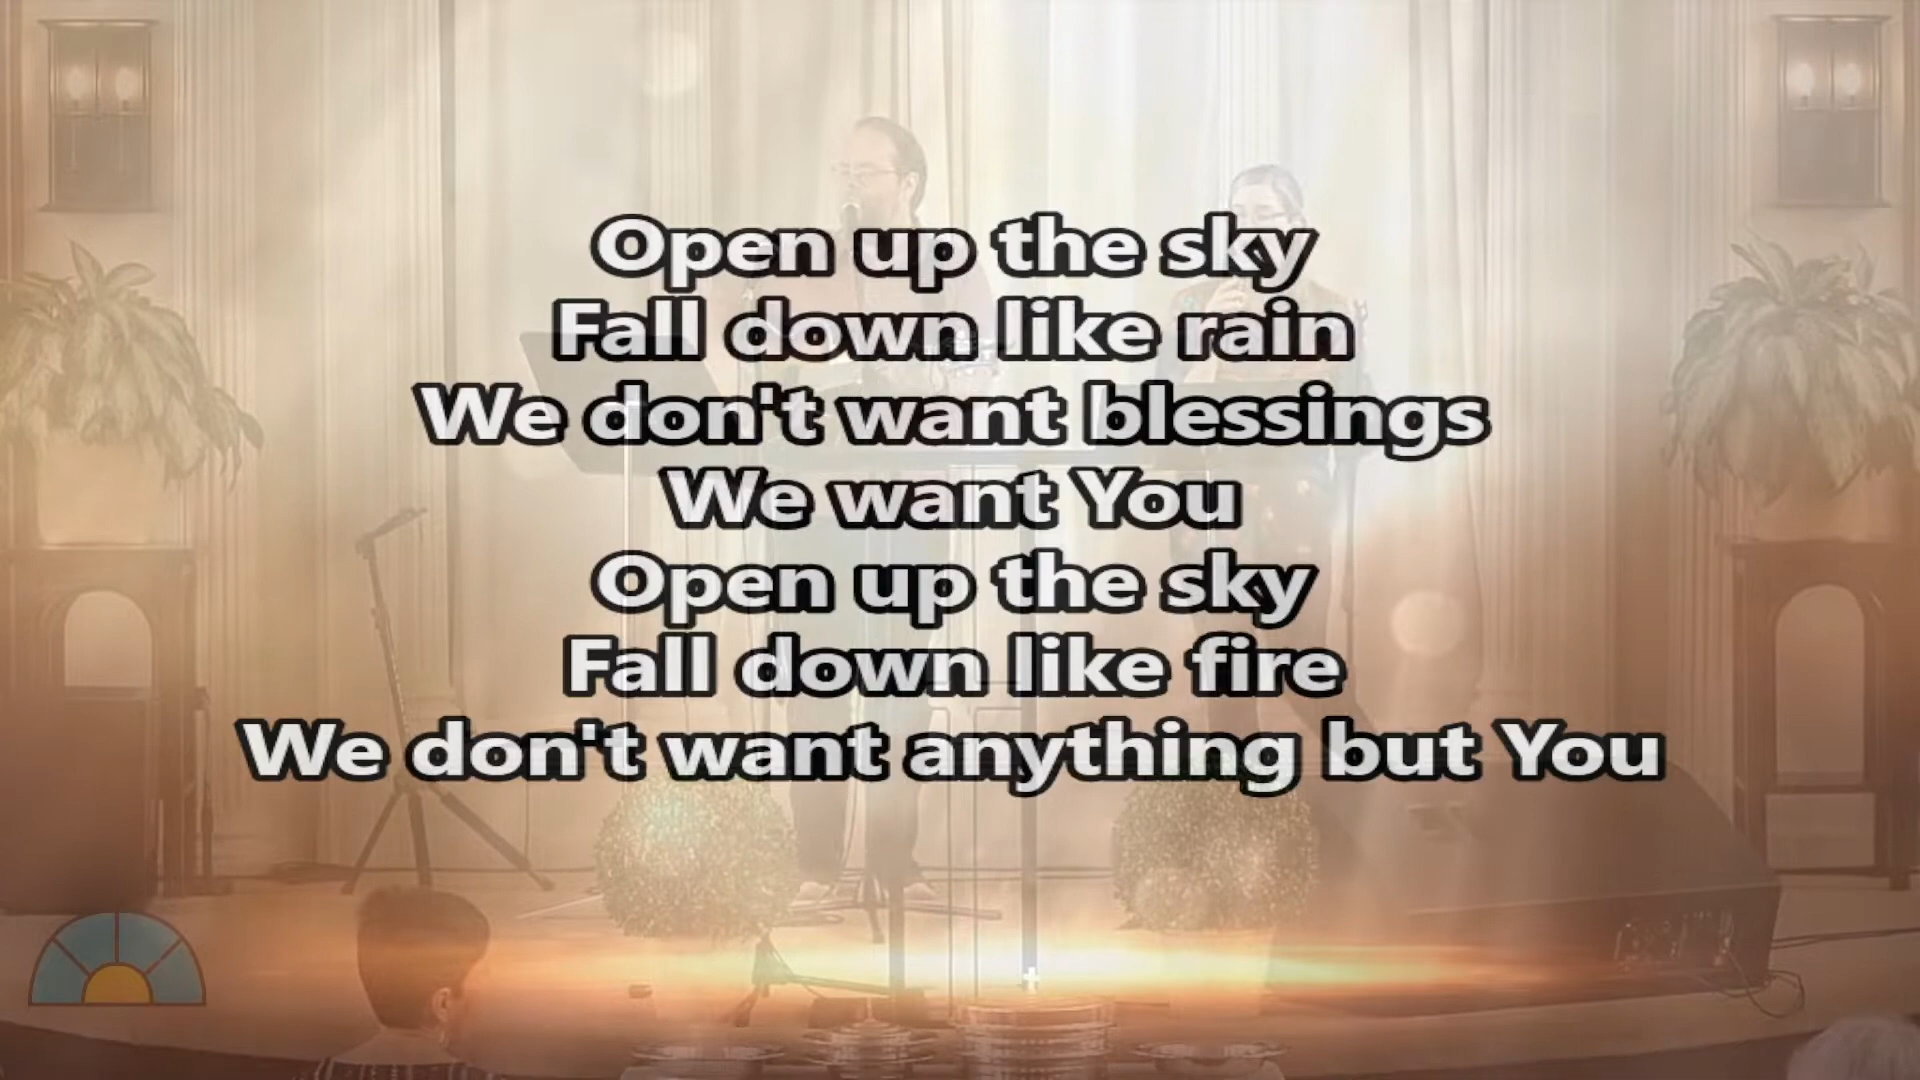 Open up the sky
Fall down like rain
We don't want blessings
We want You
Open up the sky
Fall down like fire
We don't want anything but You